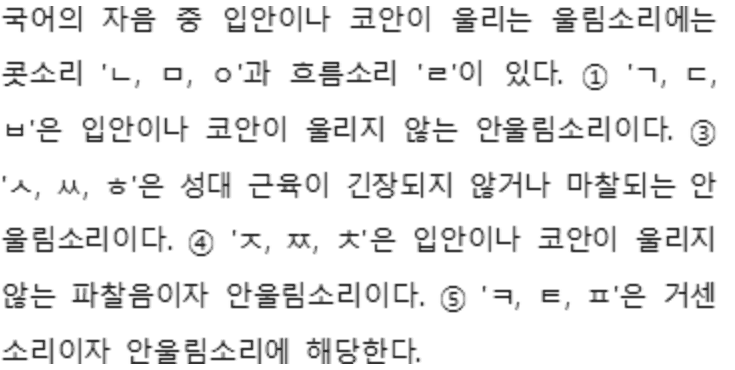 국어의 자음 중 입안이나 코안이 울리는 울림소리에는
콧소리 'ㄴ, ㅁ, ㅇ'과 흐름소리 'ㄹ'이 있다. ① 'ㄱ, ㄷ,
ㅂ'은 입안이나 코안이 울리지 않는 안울림소리이다. ③
'ㅅ, ㅆ, ㅎ'은 성대 근육이 긴장되지 않거나 마찰되는 안
울림소리이다. ④ 'ㅈ, ㅉ, ㅊ'은 입안이나 코안이 울리지
않는 파찰음이자 안울림소리이다. ⑤ 'ㅋ, ㅌ, ㅍ'은 거센
소리이자 안울림소리에 해당한다.